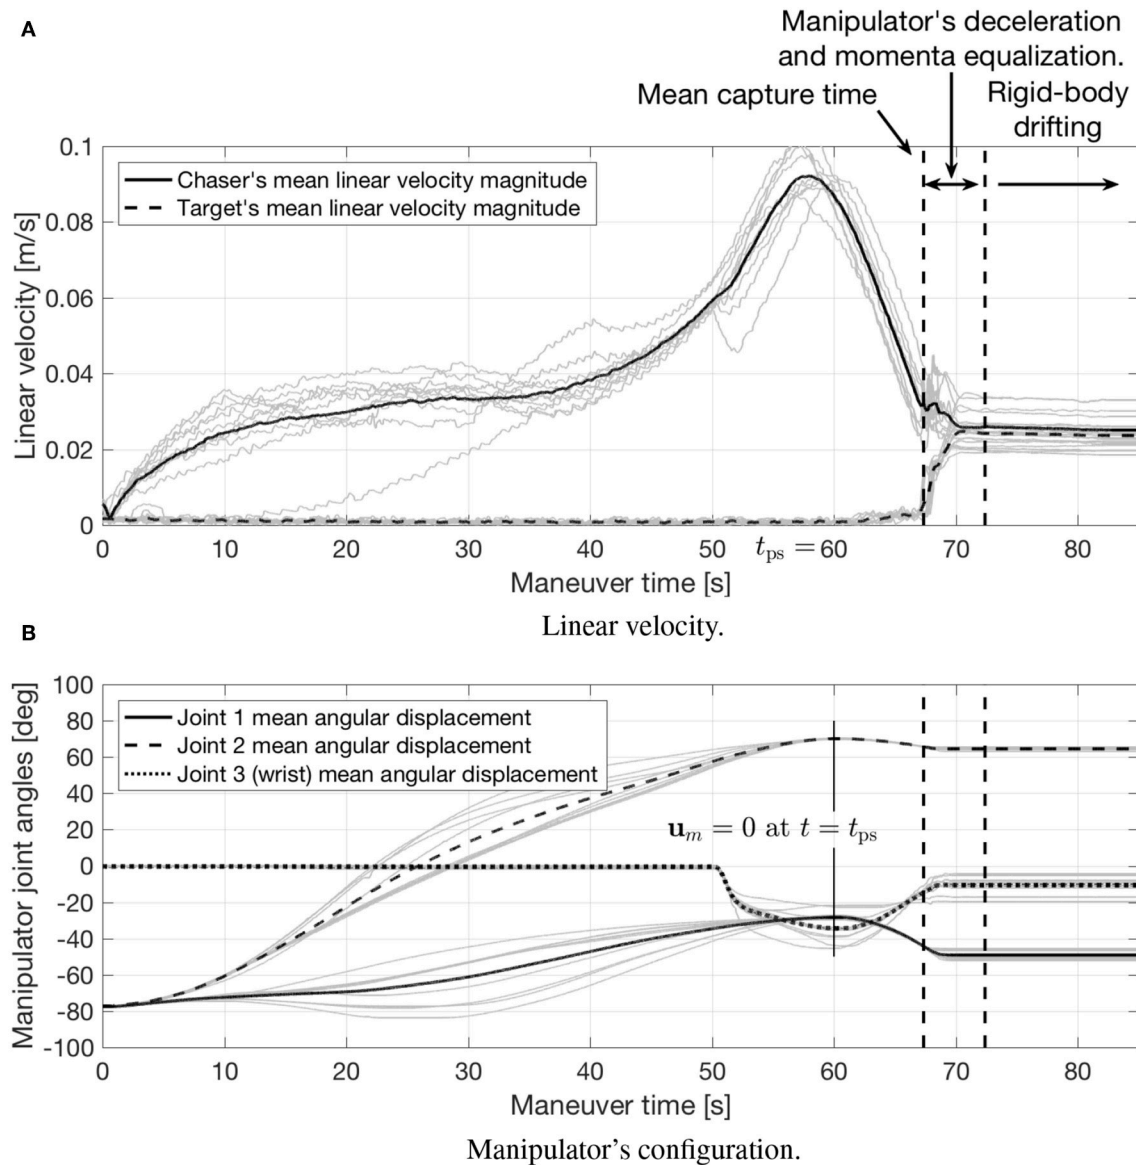 A
Manipulator's deceleration
and momenta equalization.
Mean capture time
Rigid-body
drifting
Chaser's mean linear velocity magnitude
Target's mean linear velocity magnitude
Linear velocity [m/s]
0.1
0.08
0.06
0.04
0.02
0
0 10 20 30 40 50 t_ps = 60 70 80
Maneuver time [s]
Linear velocity.
B
Joint 1 mean angular displacement
Joint 2 mean angular displacement
Joint 3 (wrist) mean angular displacement
Manipulator joint angles [deg]
100
80
60
40
20
0
-20
-40
-60
-80
-100
u_m = 0 at t = t_ps
0 10 20 30 40 50 60 70 80
Maneuver time [s]
Manipulator's configuration.